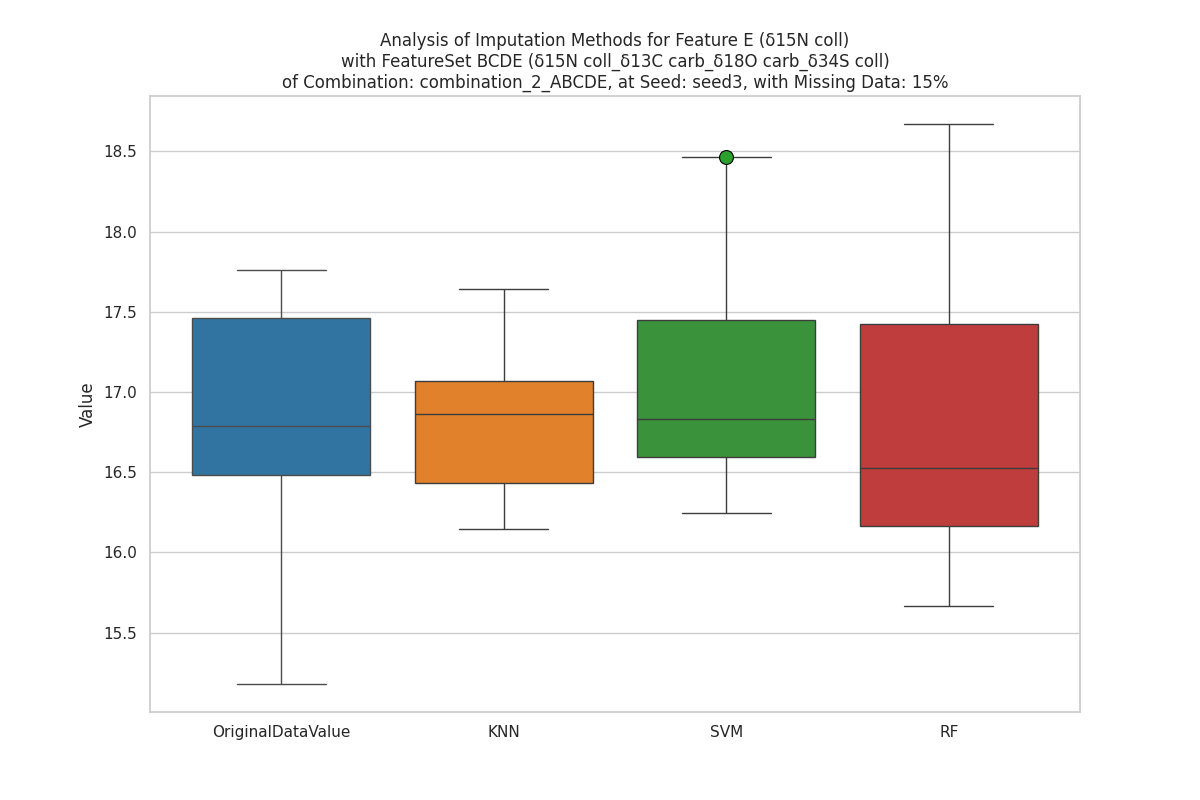 Analysis of Imputation Methods for Feature E (δ15N coll)
with FeatureSet BCDE (δ15N coll_δ13C carb_δ18O carb_δ34S coll)
of Combination: combination_2_ABCDE, at Seed: seed3, with Missing Data: 15%
18.5
18.0
17.5
17.0
16.5
16.0
15.5
Value
OriginalDataValue KNN SVM RF